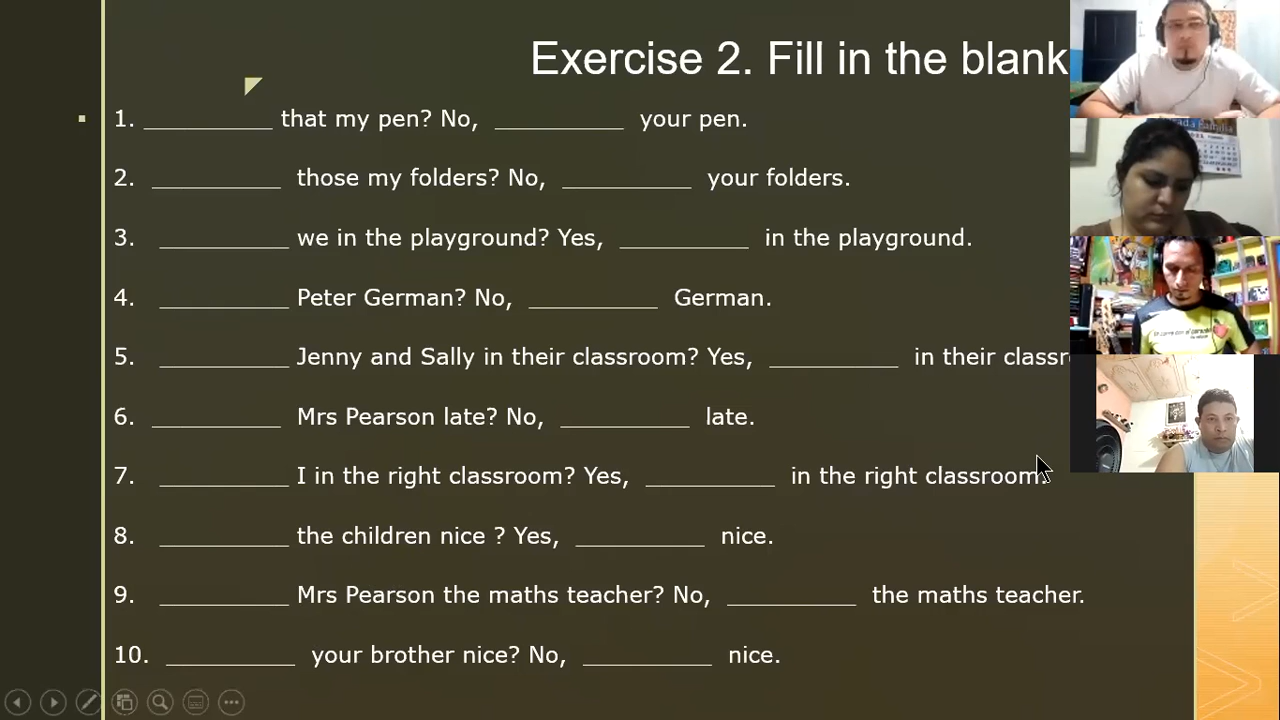 Exercise 2. Fill in the blank
▪ 1. __________ that my pen? No, __________ your pen.
2. __________ those my folders? No, __________ your folders.
3. __________ we in the playground? Yes, __________ in the playground.
4. __________ Peter German? No, __________ German.
5. __________ Jenny and Sally in their classroom? Yes, __________ in their classr
6. __________ Mrs Pearson late? No, __________ late.
7. __________ I in the right classroom? Yes, __________ in the right classroom.
8. __________ the children nice ? Yes, __________ nice.
9. __________ Mrs Pearson the maths teacher? No, __________ the maths teacher.
10. __________ your brother nice? No, __________ nice.